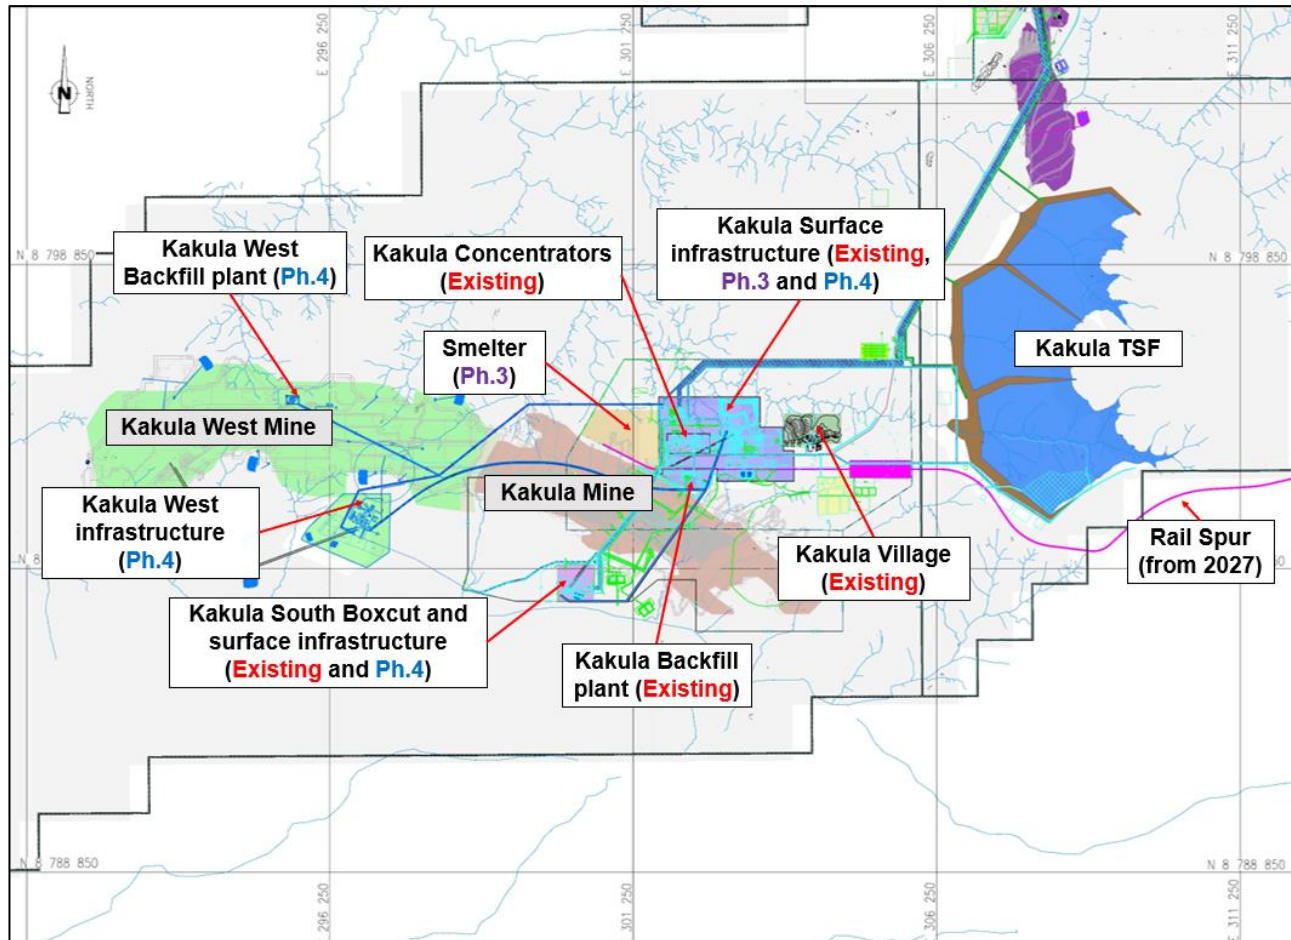 E 296 250
E 301 250
E 306 250
E 311 250
N
NORTH
N 8 798 850
N 8 798 850
Kakula West
Backfill plant (Ph.4)
Kakula Concentrators
(Existing)
Kakula Surface
infrastructure (Existing,
Ph.3 and Ph.4)
Smelter
(Ph.3)
Kakula TSF
Kakula West Mine
Kakula Mine
Kakula West
infrastructure
(Ph.4)
Kakula Village
(Existing)
Rail Spur
(from 2027)
Kakula South Boxcut and
surface infrastructure
(Existing and Ph.4)
Kakula Backfill
plant (Existing)
N 8
N 8 788 850
N 8 788 850
E 296 250
E 301 250
E 306 250
E 311 250